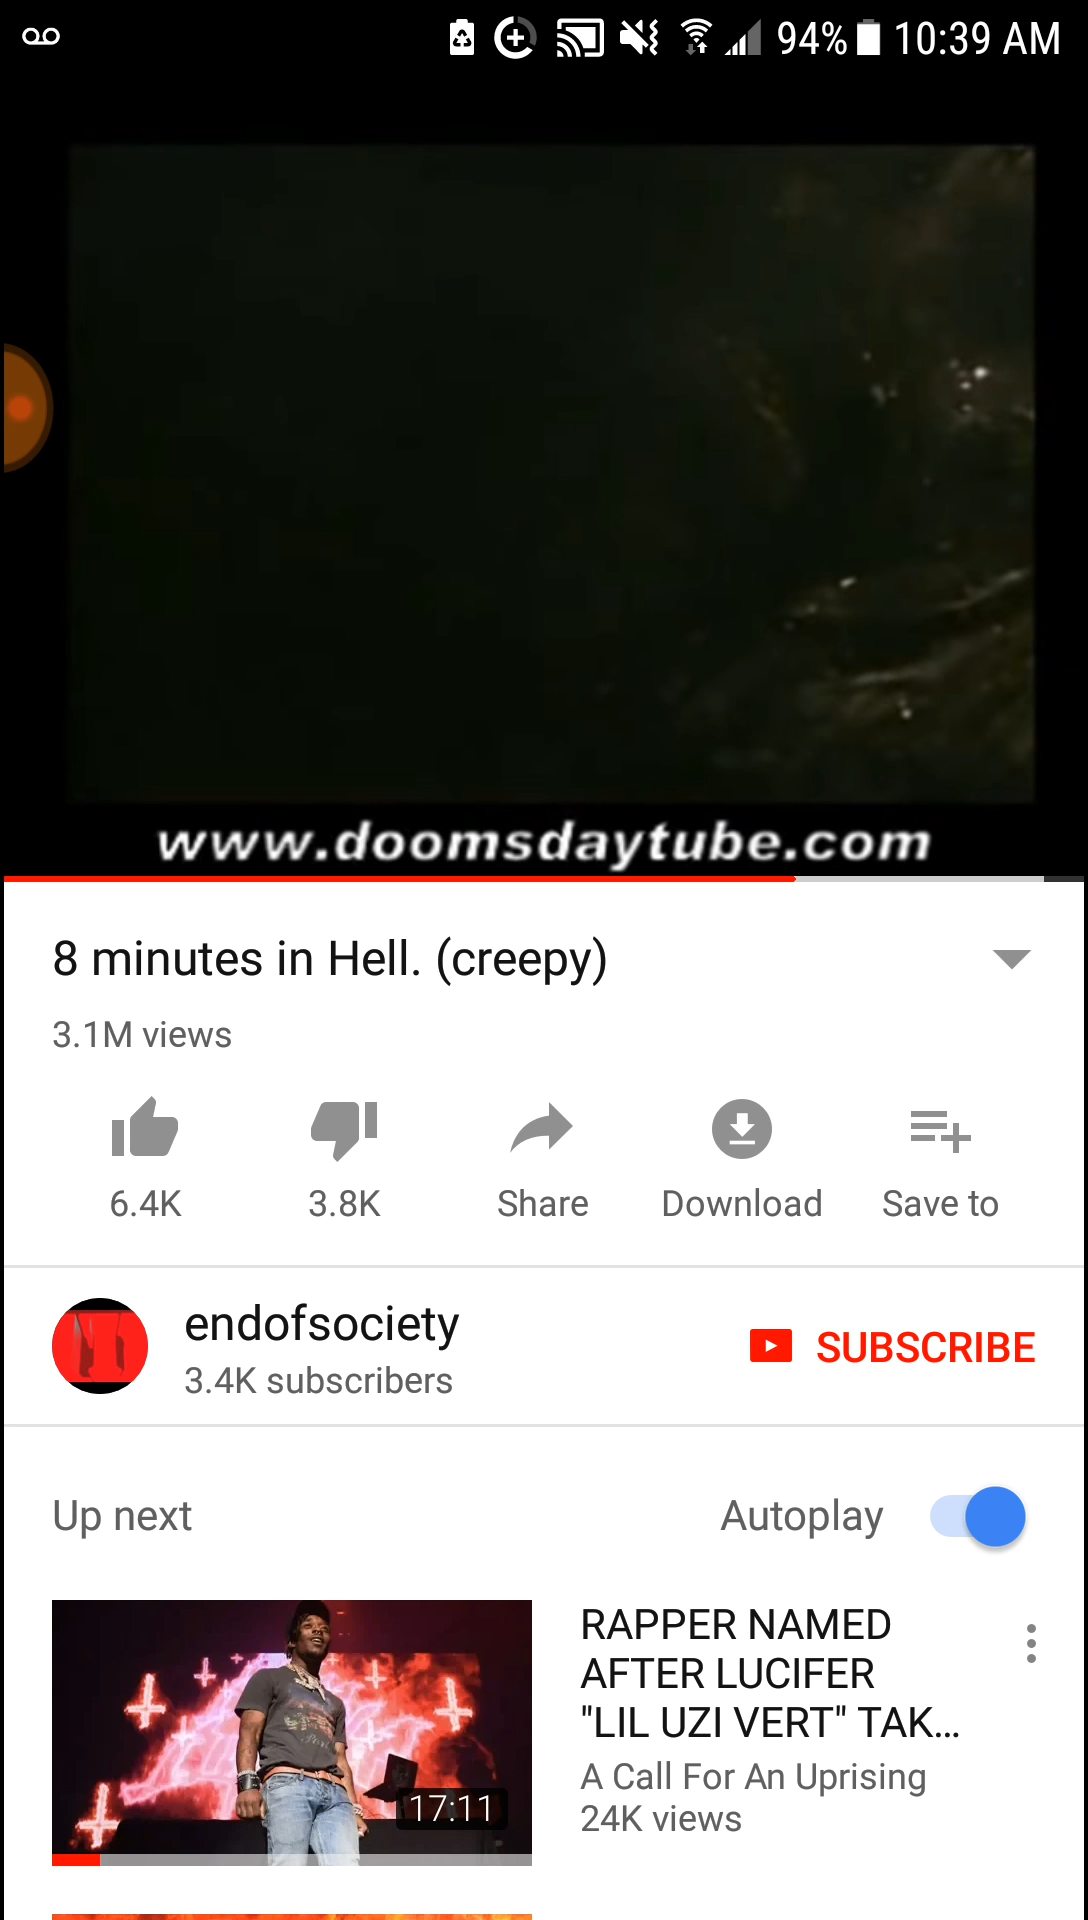 94% 10:39 AM
www.doomsdaytube.com
8 minutes in Hell. (creepy)
3.1M views
6.4K 3.8K Share Download Save to
endofsociety
3.4K subscribers
SUBSCRIBE
Up next Autoplay
17:11
RAPPER NAMED
AFTER LUCIFER
"LIL UZI VERT" TAK...
A Call For An Uprising
24K views